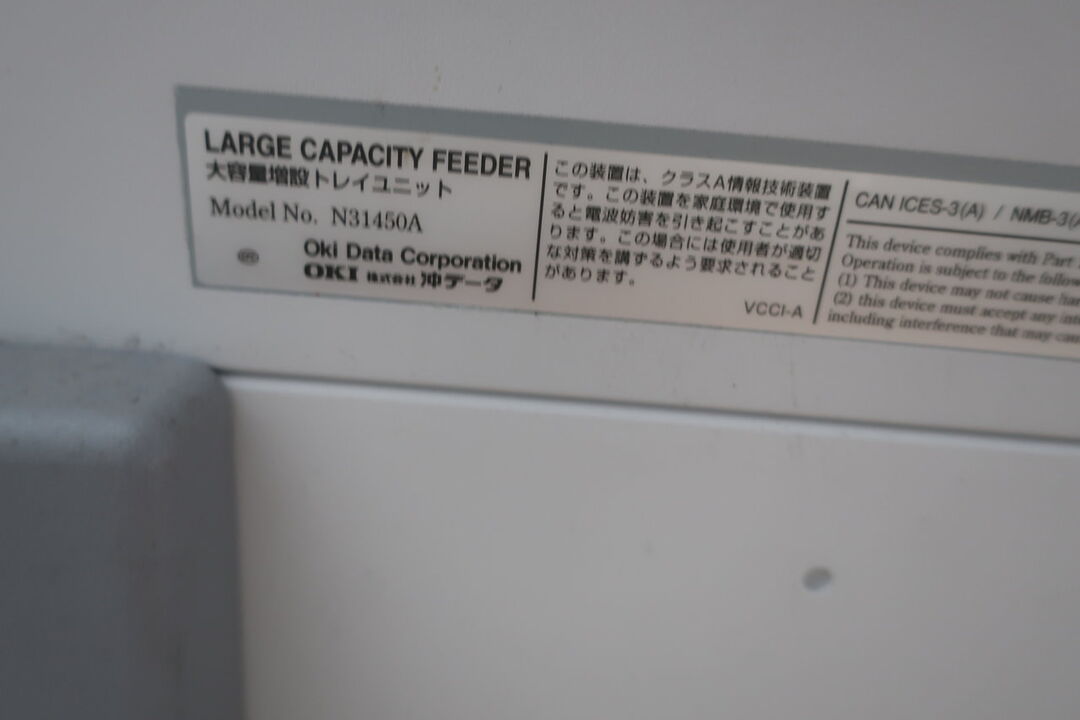 LARGE CAPACITY FEEDER
大容量増設トレイユニット
Model No. N31450A
Oki Data Corporation
OKI 株式会社 沖データ
この装置は、クラスA情報技術装置
です。この装置を家庭環境で使用す
ると電波妨害を引き起こすことがあ
ります。この場合には使用者が適切
な対策を講ずるよう要求されること
があります。
VCCI-A
CAN ICES-3(A) / NMB-3(A
This device complies with Part
Operation is subject to the
(1) This device may not cause
(2) this device must accept any
including interference that may